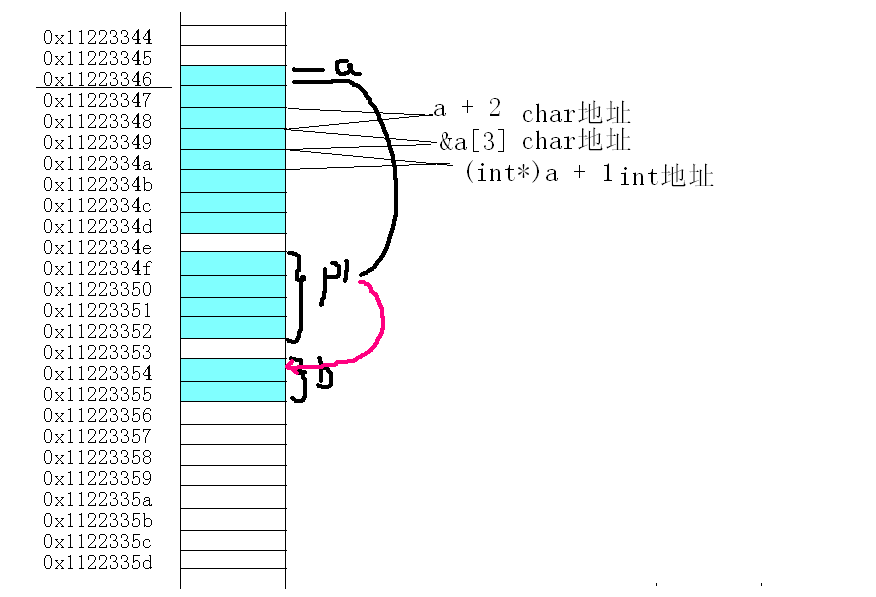 0x11223344
0x11223345
0x11223346
a
0x11223347
a + 2 char地址
0x11223348
0x11223349
&a[3] char地址
0x1122334a
(int*)a + 1 int地址
0x1122334b
0x1122334c
0x1122334d
0x1122334e
0x1122334f
p1
0x11223350
0x11223351
0x11223352
0x11223353
0x11223354
b
0x11223355
0x11223356
0x11223357
0x11223358
0x11223359
0x1122335a
0x1122335b
0x1122335c
0x1122335d